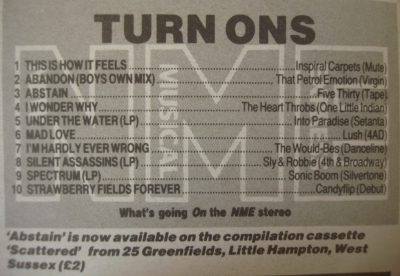 TURN ONS
1 THIS IS HOW IT FEELS Inspiral Carpets (Mute)
2 ABANDON (BOYS OWN MIX) That Petrol Emotion (Virgin)
3 ABSTAIN Five Thirty (Tape)
4 I WONDER WHY The Heart Throbs (One Little Indian)
5 UNDER THE WATER (LP) Into Paradise (Setanta)
6 MAD LOVE Lush (4AD)
7 I'M HARDLY EVER WRONG The Would-Bes (Danceline)
8 SILENT ASSASSINS (LP) Sly & Robbie (4th & Broadway)
9 SPECTRUM (LP) Sonic Boom (Silvertone)
10 STRAWBERRY FIELDS FOREVER Candyflip (Debut)
NME
MUSICAL
What's going On the NME stereo
'Abstain' is now available on the compilation cassette
'Scattered' from 25 Greenfields, Little Hampton, West
Sussex (£2)